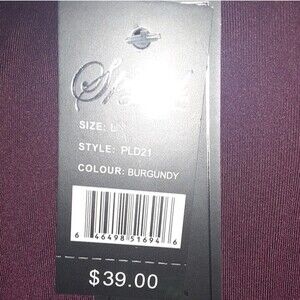 SIZE: L
STYLE: PLD21
COLOUR: BURGUNDY
6 46498 51694 6
$39.00